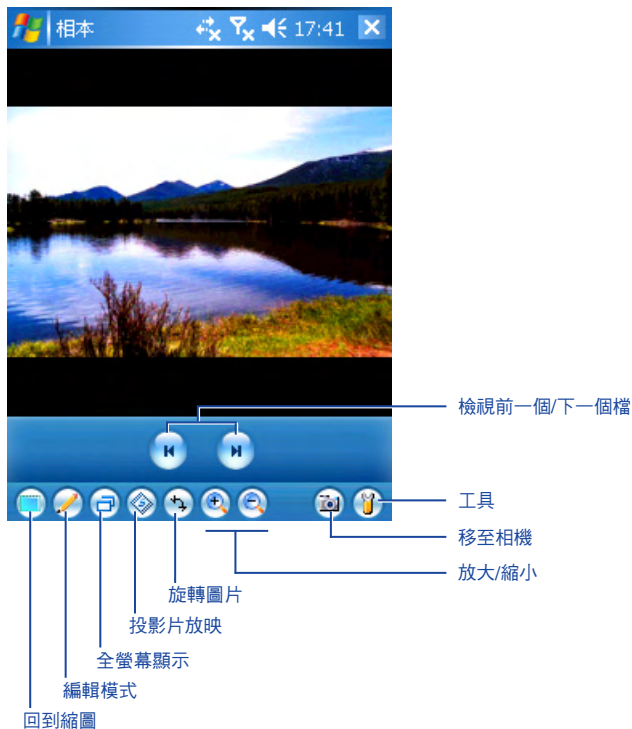 相本 17:41
檢視前一個/下一個檔
工具
移至相機
放大/縮小
旋轉圖片
投影片放映
全螢幕顯示
編輯模式
回到縮圖